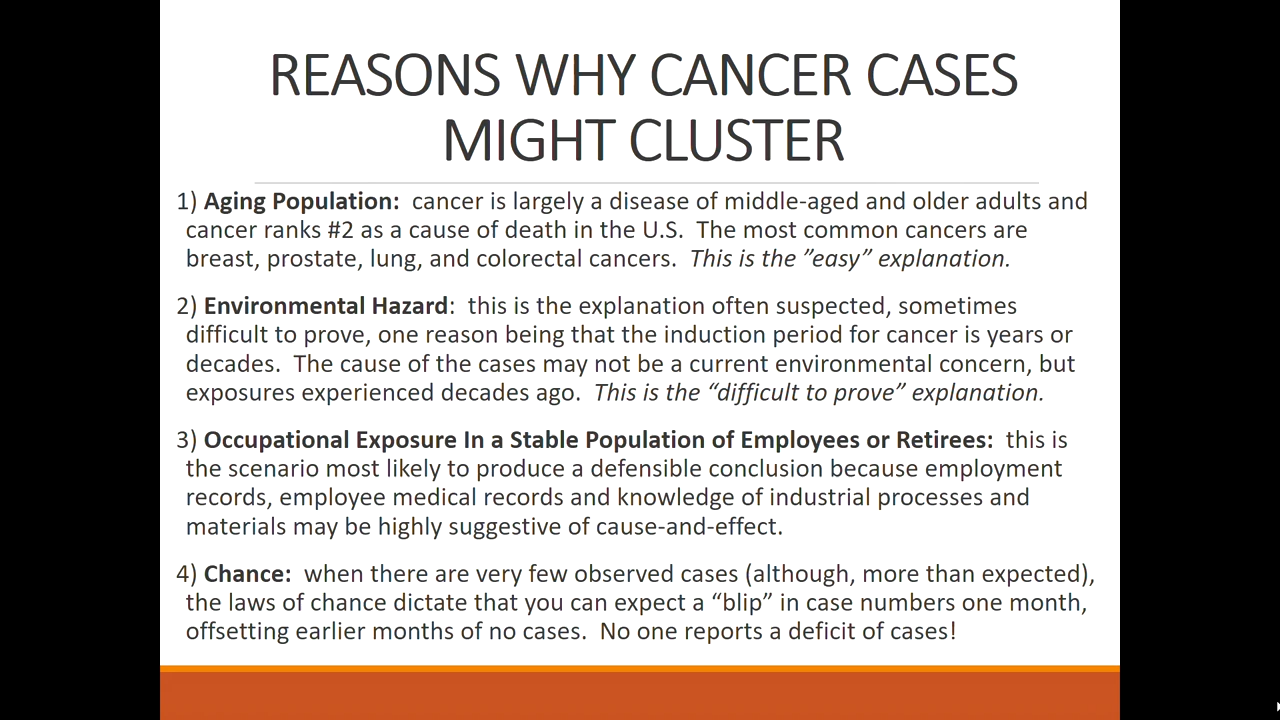 REASONS WHY CANCER CASES
MIGHT CLUSTER
1) Aging Population:  cancer is largely a disease of middle-aged and older adults and
cancer ranks #2 as a cause of death in the U.S.  The most common cancers are
breast, prostate, lung, and colorectal cancers.  This is the ”easy” explanation.
2) Environmental Hazard:  this is the explanation often suspected, sometimes
difficult to prove, one reason being that the induction period for cancer is years or
decades.  The cause of the cases may not be a current environmental concern, but
exposures experienced decades ago.  This is the “difficult to prove” explanation.
3) Occupational Exposure In a Stable Population of Employees or Retirees:  this is
the scenario most likely to produce a defensible conclusion because employment
records, employee medical records and knowledge of industrial processes and
materials may be highly suggestive of cause-and-effect.
4) Chance:  when there are very few observed cases (although, more than expected),
the laws of chance dictate that you can expect a “blip” in case numbers one month,
offsetting earlier months of no cases.  No one reports a deficit of cases!